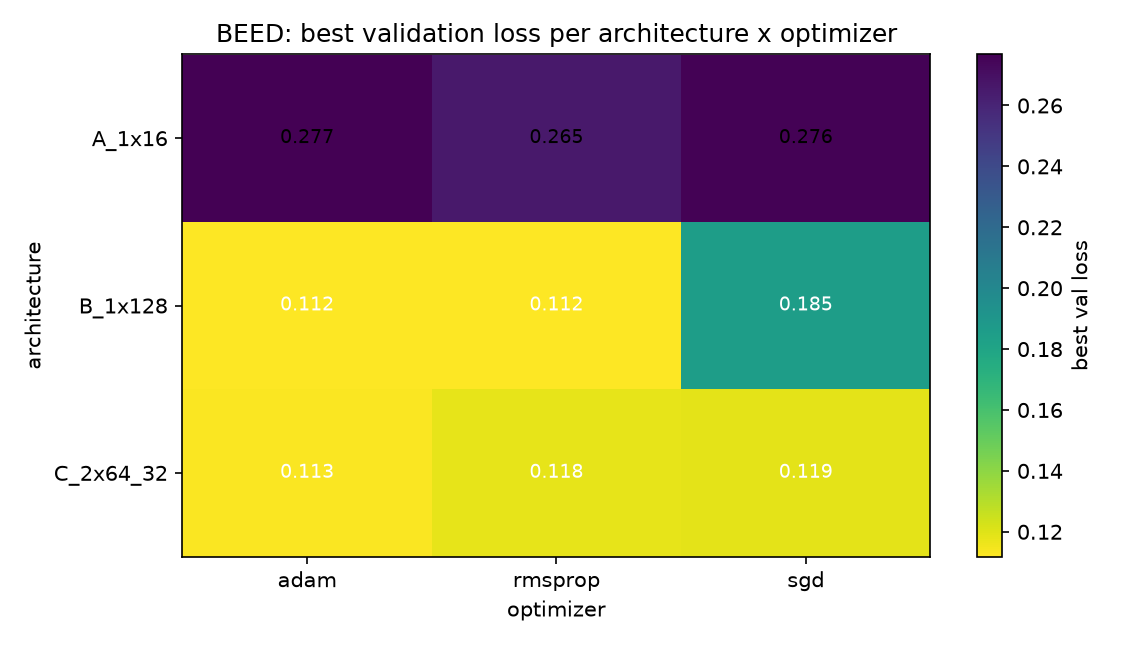 BEED: best validation loss per architecture x optimizer
architecture
A_1x16
0.277
0.265
0.276
B_1x128
0.112
0.112
0.185
C_2x64_32
0.113
0.118
0.119
adam
rmsprop
sgd
optimizer
0.26
0.24
0.22
0.20
0.18
0.16
0.14
0.12
best val loss